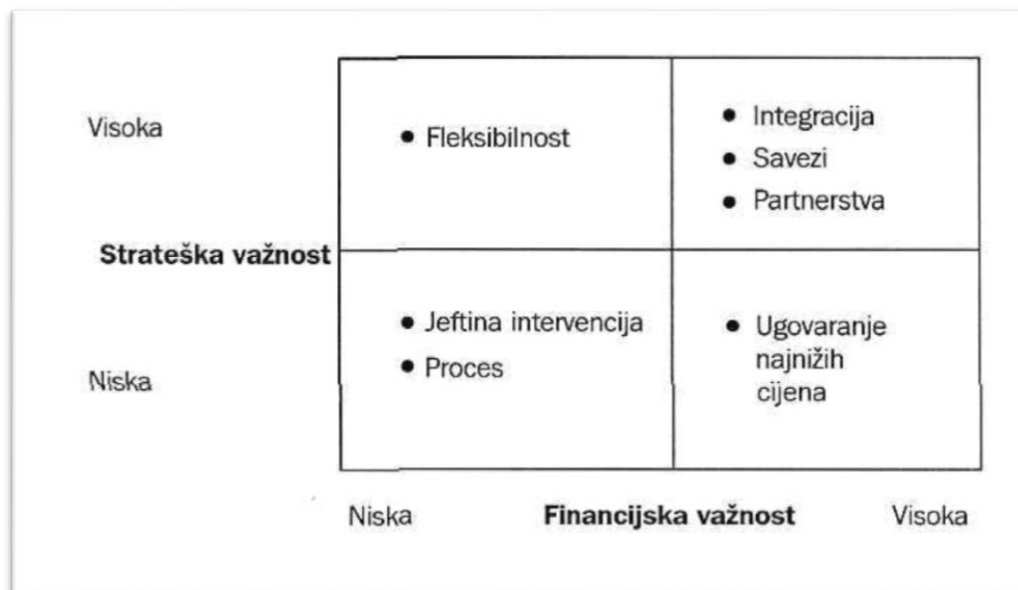 Visoka
• Fleksibilnost
• Integracija
• Savezi
• Partnerstva
Strateška važnost
Niska
• Jeftina intervencija
• Proces
• Ugovaranje
najnižih
cijena
Niska
Financijska važnost
Visoka